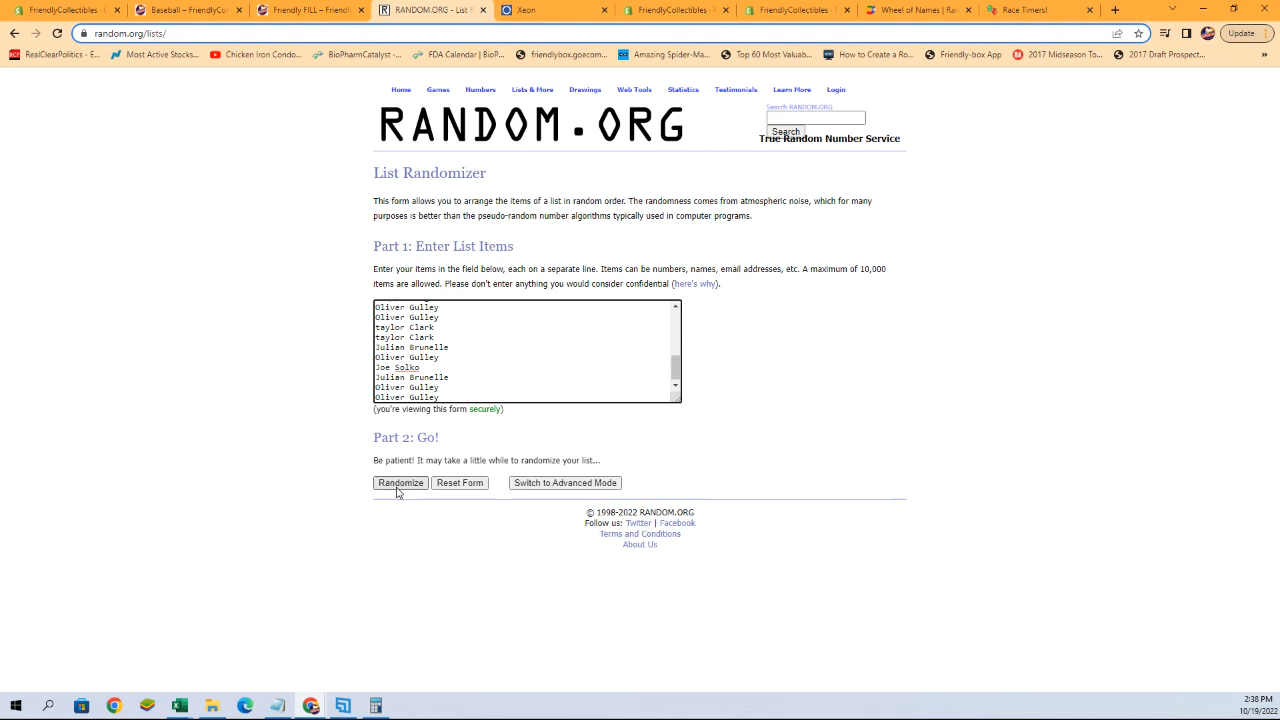 FriendlyCollectibles - C
Baseball – FriendlyCol
Friendly FILL – Friendly
RANDOM.ORG - List R
Xeon
FriendlyCollectibles - R
FriendlyCollectibles - R
Wheel of Names | Ra
Race Timers!
random.org/lists/
Update
RealClearPolitics - E...
Most Active Stocks...
Chicken Iron Condo...
BioPharmCatalyst -...
FDA Calendar | BioP...
friendlybox.goecom...
Amazing Spider-Ma...
Top 60 Most Valuab...
How to Create a Ro...
Friendly-box App
2017 Midseason To...
2017 Draft Prospect...
»
Home Games Numbers Lists & More Drawings Web Tools Statistics Testimonials Learn More Login
RANDOM.ORG
Search RANDOM.ORG
Search
True Random Number Service
List Randomizer
This form allows you to arrange the items of a list in random order. The randomness comes from atmospheric noise, which for many
purposes is better than the pseudo-random number algorithms typically used in computer programs.
Part 1: Enter List Items
Enter your items in the field below, each on a separate line. Items can be numbers, names, email addresses, etc. A maximum of 10,000
items are allowed. Please don't enter anything you would consider confidential (here's why).
Oliver Gulley
Oliver Gulley
taylor Clark
taylor Clark
Julian Brunelle
Oliver Gulley
Joe Solko
Julian Brunelle
Oliver Gulley
Oliver Gulley
(you're viewing this form securely)
Part 2: Go!
Be patient! It may take a little while to randomize your list...
Randomize Reset Form Switch to Advanced Mode
© 1998-2022 RANDOM.ORG
Follow us: Twitter | Facebook
Terms and Conditions
About Us
2:38 PM
10/19/2022